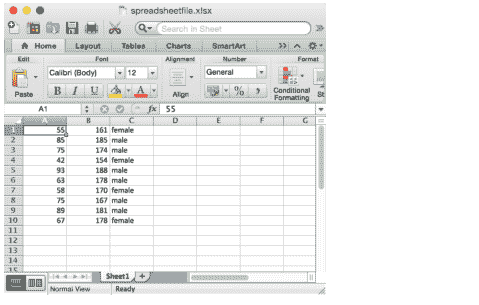 spreadsheetfile.xlsx
Search in Sheet
Home Layout Tables Charts SmartArt
Edit Font Alignment Number Format
Calibri (Body) 12 General
Paste B I U A Align % Conditional Formatting St
A1 fx 55
A B C D E F G
1 55 161 female
2 85 185 male
3 75 174 male
4 42 154 female
5 93 188 male
6 63 178 male
7 58 170 female
8 75 167 male
9 89 181 male
10 67 178 female
11
12
13
14
15
Sheet1
Normal View Ready